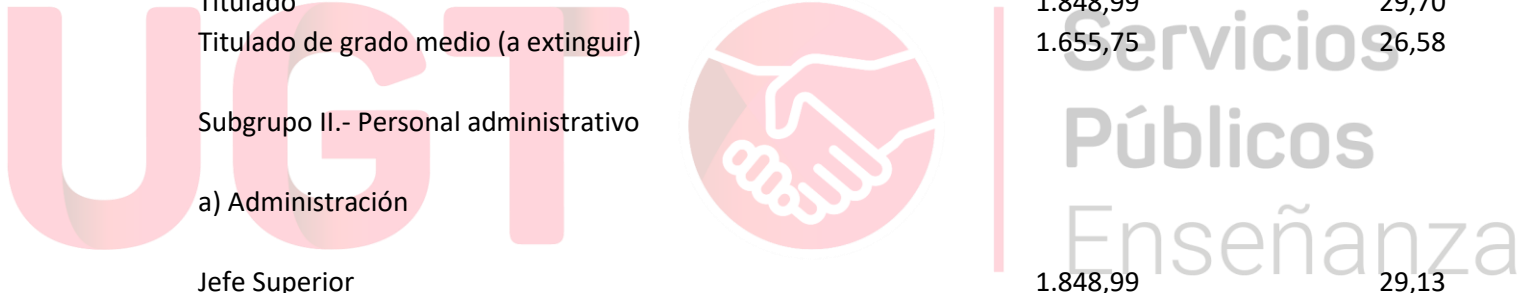 Titulado 1.848,99 29,70
Titulado de grado medio (a extinguir) 1.655,75 26,58
Subgrupo II.- Personal administrativo
a) Administración
Jefe Superior 1.848,99 29,13
UGT
Servicios
Públicos
Enseñanza